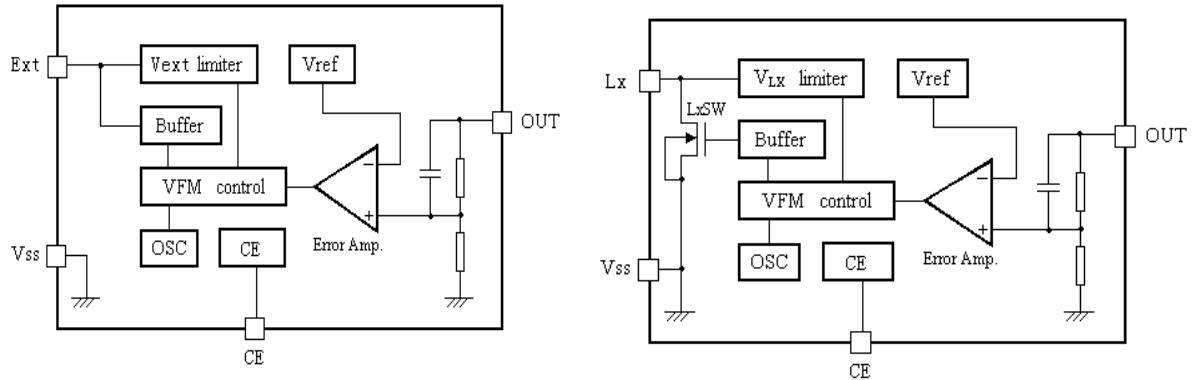 Ext
Vext limiter
Vref
Buffer
OUT
−
VFM control
+
OSC
CE
Error Amp.
Vss
CE
Lx
VLx limiter
Vref
LxSW
Buffer
OUT
−
VFM control
+
OSC
CE
Error Amp.
Vss
CE